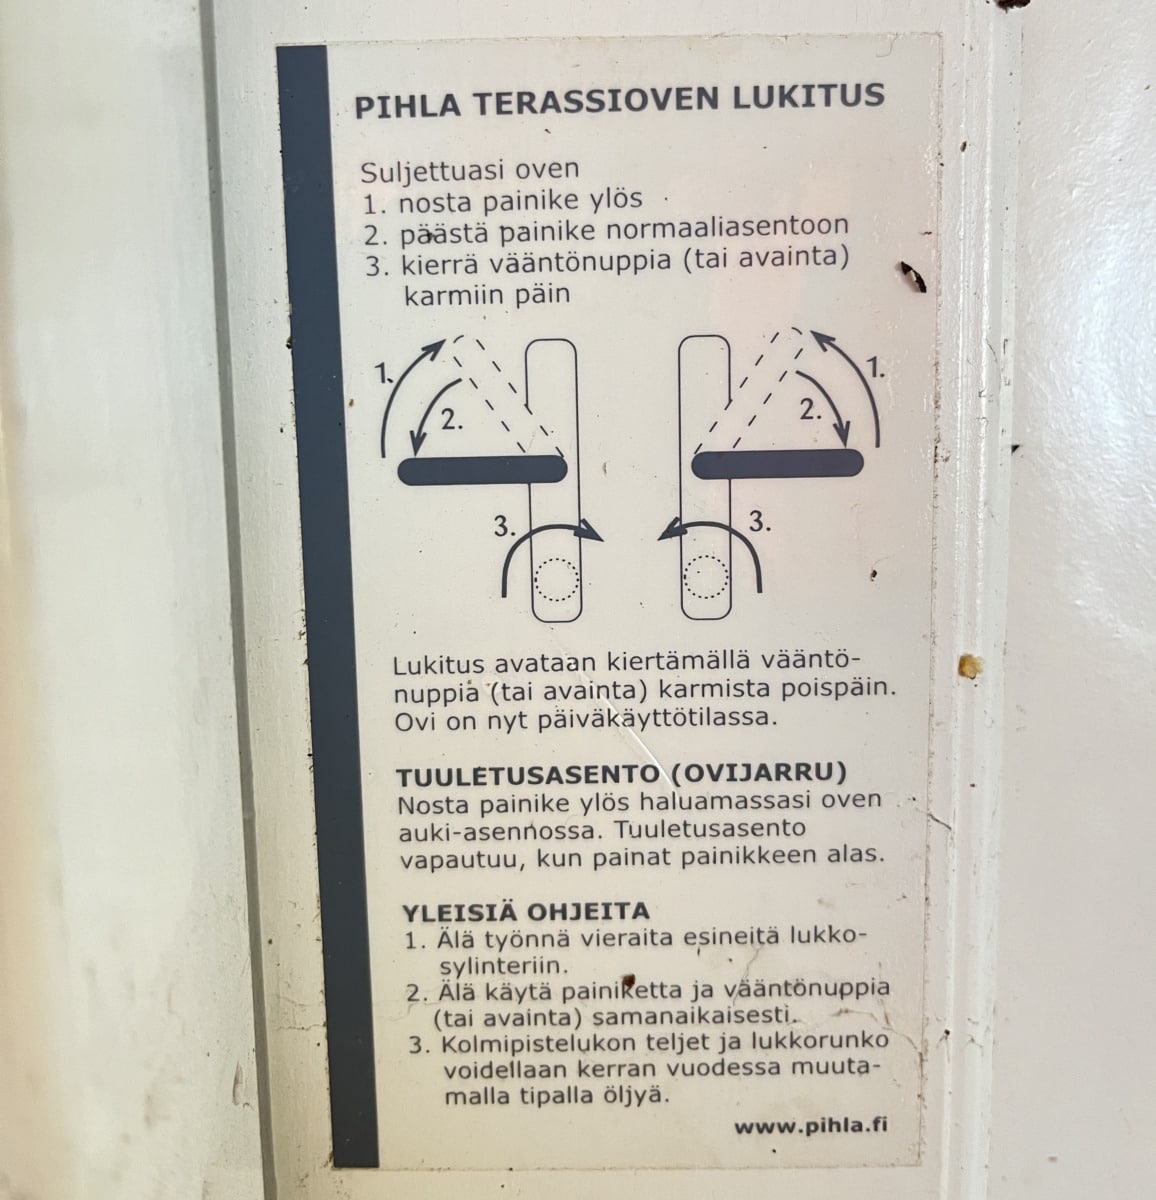 PIHLA TERASSIOVEN LUKITUS
Suljettuasi oven
1. nosta painike ylös
2. päästä painike normaaliasentoon
3. kierrä vääntönuppia (tai avainta)
karmiin päin
1.
2.
3.
1.
2.
3.
Lukitus avataan kiertämällä vääntö-
nuppia (tai avainta) karmista poispäin.
Ovi on nyt päiväkäyttötilassa.
TUULETUSASENTO (OVIJARRU)
Nosta painike ylös haluamassasi oven
auki-asennossa. Tuuletusasento
vapautuu, kun painat painikkeen alas.
YLEISIÄ OHJEITA
1. Älä työnnä vieraita esineitä lukko-
sylinteriin.
2. Älä käytä painiketta ja vääntönuppia
(tai avainta) samanaikaisesti.
3. Kolmipistelukon teljet ja lukkorunko
voidellaan kerran vuodessa muuta-
malla tipalla öljyä.
www.pihla.fi